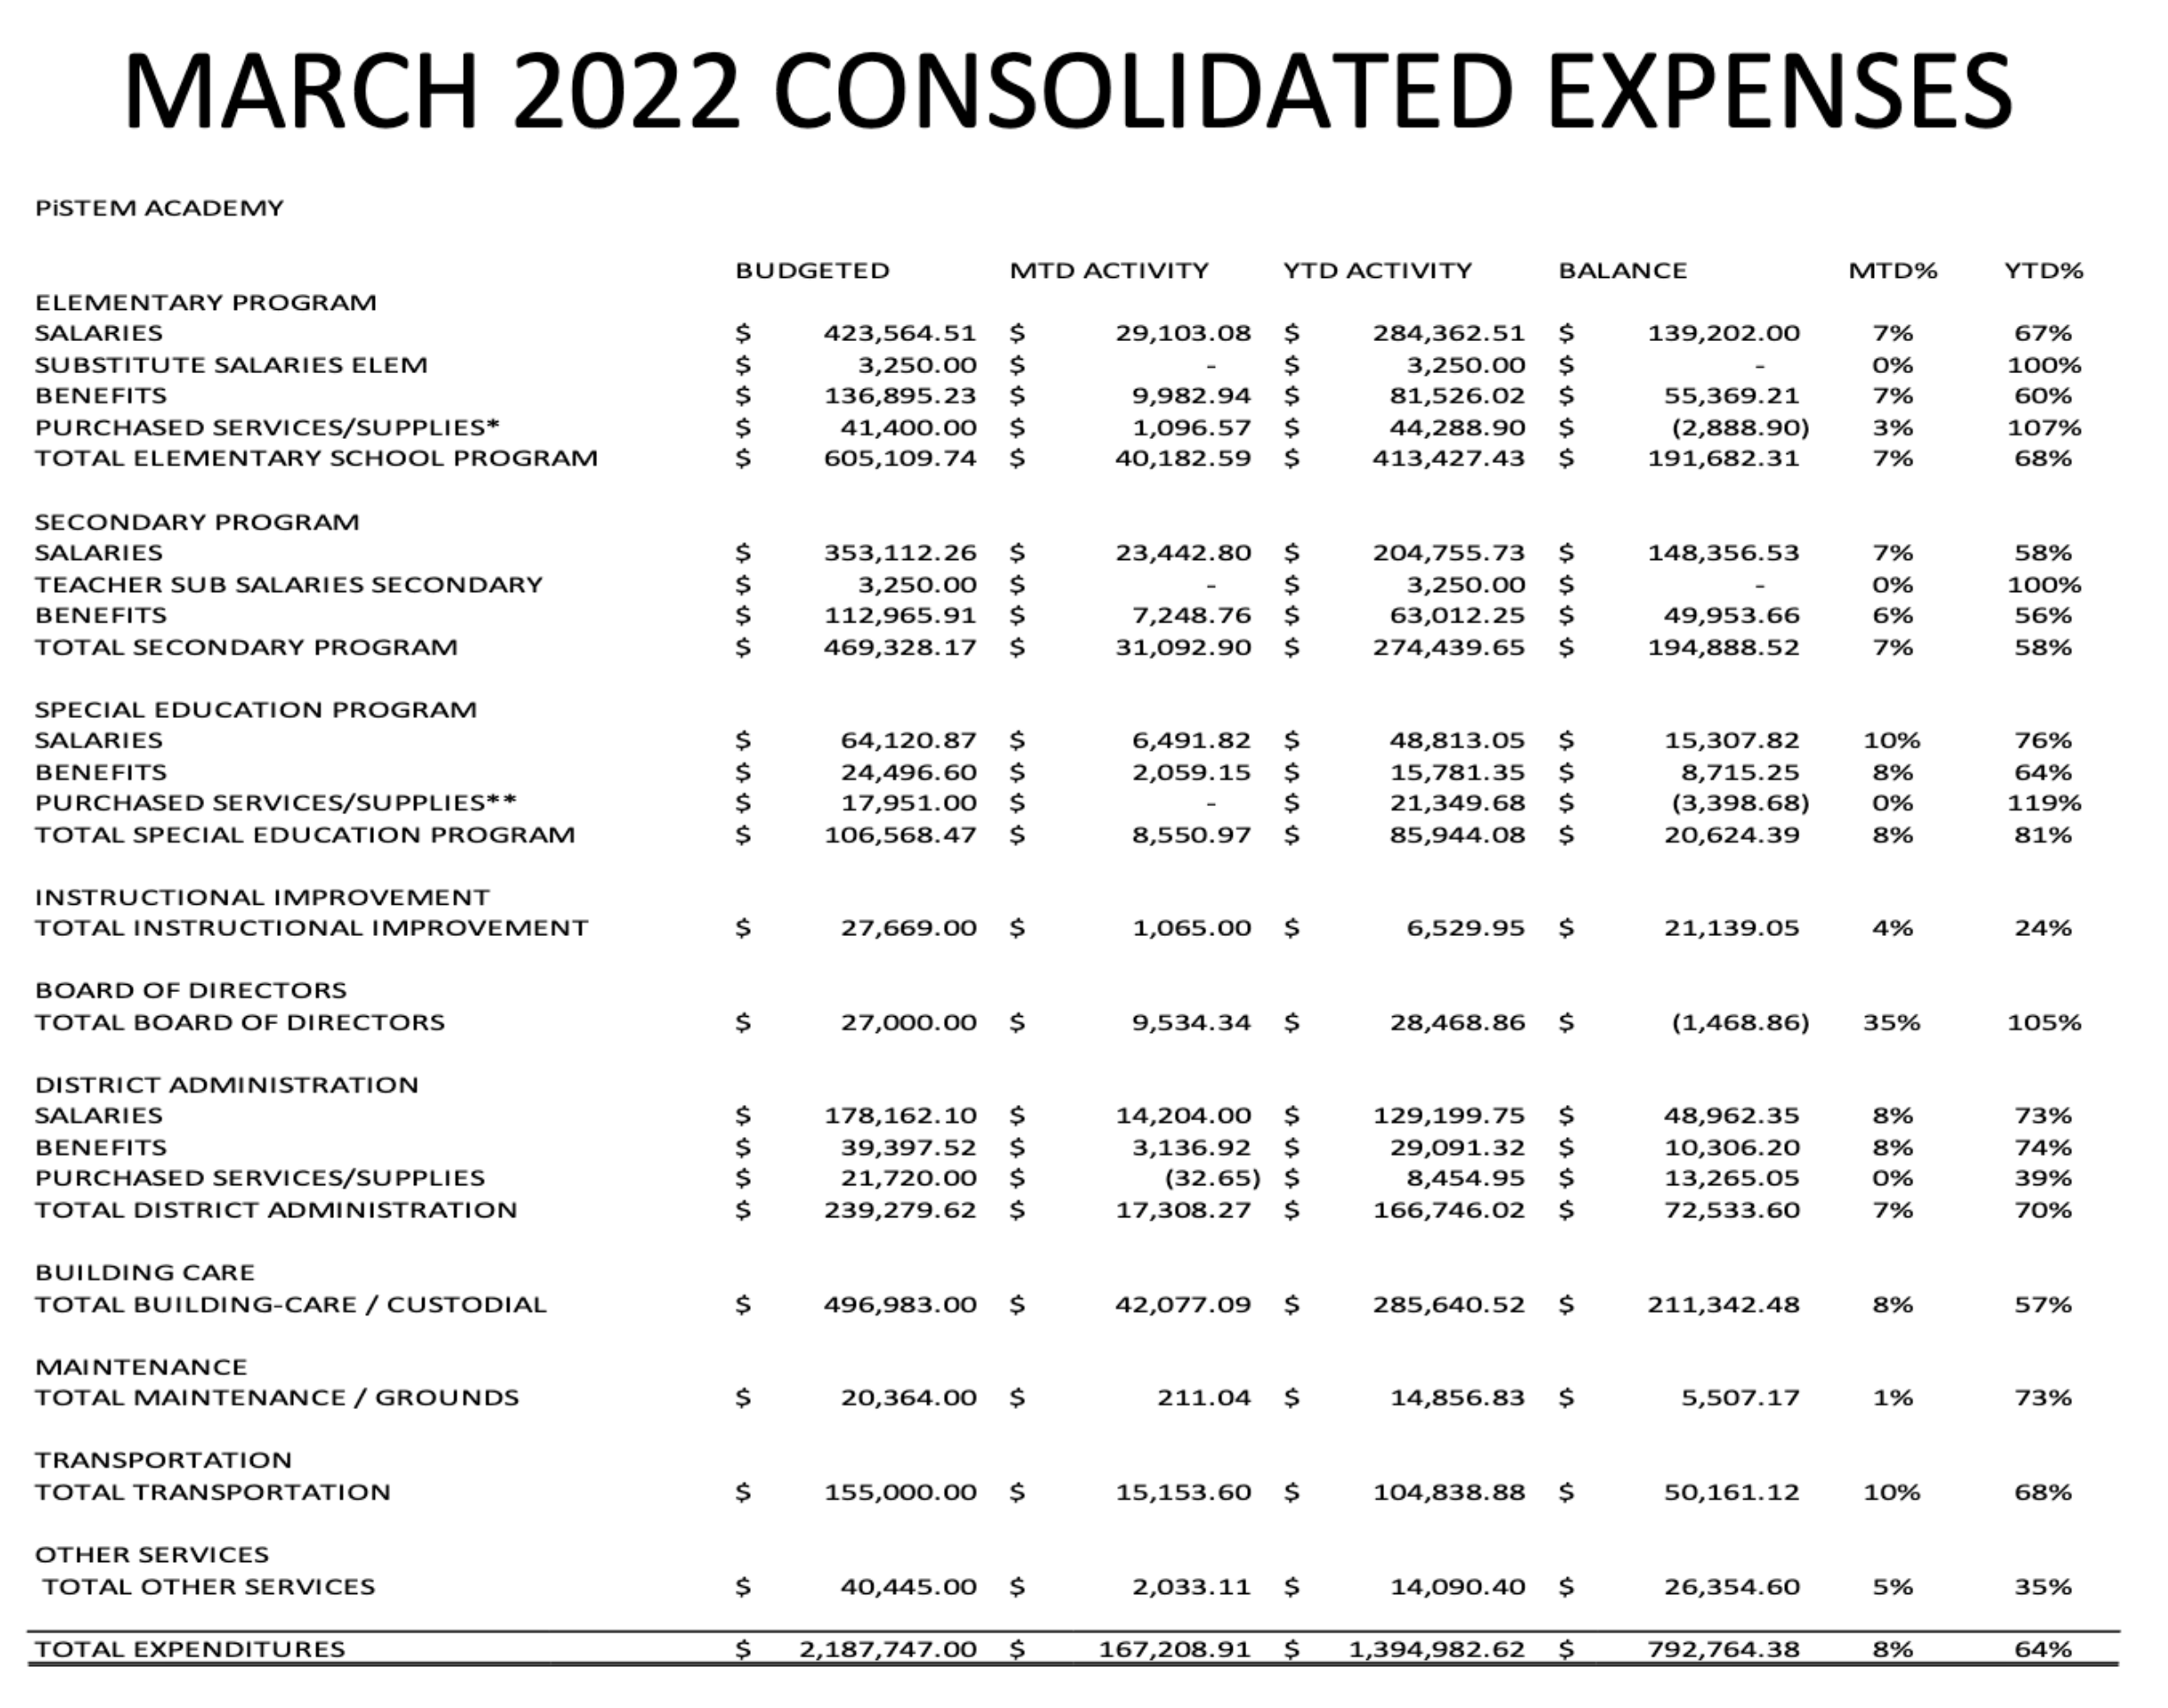 MARCH 2022 CONSOLIDATED EXPENSES
PiSTEM ACADEMY
BUDGETED MTD ACTIVITY YTD ACTIVITY BALANCE MTD% YTD%
ELEMENTARY PROGRAM
SALARIES $ 423,564.51 $ 29,103.08 $ 284,362.51 $ 139,202.00 7% 67%
SUBSTITUTE SALARIES ELEM $ 3,250.00 $ - $ 3,250.00 $ - 0% 100%
BENEFITS $ 136,895.23 $ 9,982.94 $ 81,526.02 $ 55,369.21 7% 60%
PURCHASED SERVICES/SUPPLIES* $ 41,400.00 $ 1,096.57 $ 44,288.90 $ (2,888.90) 3% 107%
TOTAL ELEMENTARY SCHOOL PROGRAM $ 605,109.74 $ 40,182.59 $ 413,427.43 $ 191,682.31 7% 68%
SECONDARY PROGRAM
SALARIES $ 353,112.26 $ 23,442.80 $ 204,755.73 $ 148,356.53 7% 58%
TEACHER SUB SALARIES SECONDARY $ 3,250.00 $ - $ 3,250.00 $ - 0% 100%
BENEFITS $ 112,965.91 $ 7,248.76 $ 63,012.25 $ 49,953.66 6% 56%
TOTAL SECONDARY PROGRAM $ 469,328.17 $ 31,092.90 $ 274,439.65 $ 194,888.52 7% 58%
SPECIAL EDUCATION PROGRAM
SALARIES $ 64,120.87 $ 6,491.82 $ 48,813.05 $ 15,307.82 10% 76%
BENEFITS $ 24,496.60 $ 2,059.15 $ 15,781.35 $ 8,715.25 8% 64%
PURCHASED SERVICES/SUPPLIES** $ 17,951.00 $ - $ 21,349.68 $ (3,398.68) 0% 119%
TOTAL SPECIAL EDUCATION PROGRAM $ 106,568.47 $ 8,550.97 $ 85,944.08 $ 20,624.39 8% 81%
INSTRUCTIONAL IMPROVEMENT
TOTAL INSTRUCTIONAL IMPROVEMENT $ 27,669.00 $ 1,065.00 $ 6,529.95 $ 21,139.05 4% 24%
BOARD OF DIRECTORS
TOTAL BOARD OF DIRECTORS $ 27,000.00 $ 9,534.34 $ 28,468.86 $ (1,468.86) 35% 105%
DISTRICT ADMINISTRATION
SALARIES $ 178,162.10 $ 14,204.00 $ 129,199.75 $ 48,962.35 8% 73%
BENEFITS $ 39,397.52 $ 3,136.92 $ 29,091.32 $ 10,306.20 8% 74%
PURCHASED SERVICES/SUPPLIES $ 21,720.00 $ (32.65) $ 8,454.95 $ 13,265.05 0% 39%
TOTAL DISTRICT ADMINISTRATION $ 239,279.62 $ 17,308.27 $ 166,746.02 $ 72,533.60 7% 70%
BUILDING CARE
TOTAL BUILDING-CARE / CUSTODIAL $ 496,983.00 $ 42,077.09 $ 285,640.52 $ 211,342.48 8% 57%
MAINTENANCE
TOTAL MAINTENANCE / GROUNDS $ 20,364.00 $ 211.04 $ 14,856.83 $ 5,507.17 1% 73%
TRANSPORTATION
TOTAL TRANSPORTATION $ 155,000.00 $ 15,153.60 $ 104,838.88 $ 50,161.12 10% 68%
OTHER SERVICES
TOTAL OTHER SERVICES $ 40,445.00 $ 2,033.11 $ 14,090.40 $ 26,354.60 5% 35%
TOTAL EXPENDITURES $ 2,187,747.00 $ 167,208.91 $ 1,394,982.62 $ 792,764.38 8% 64%